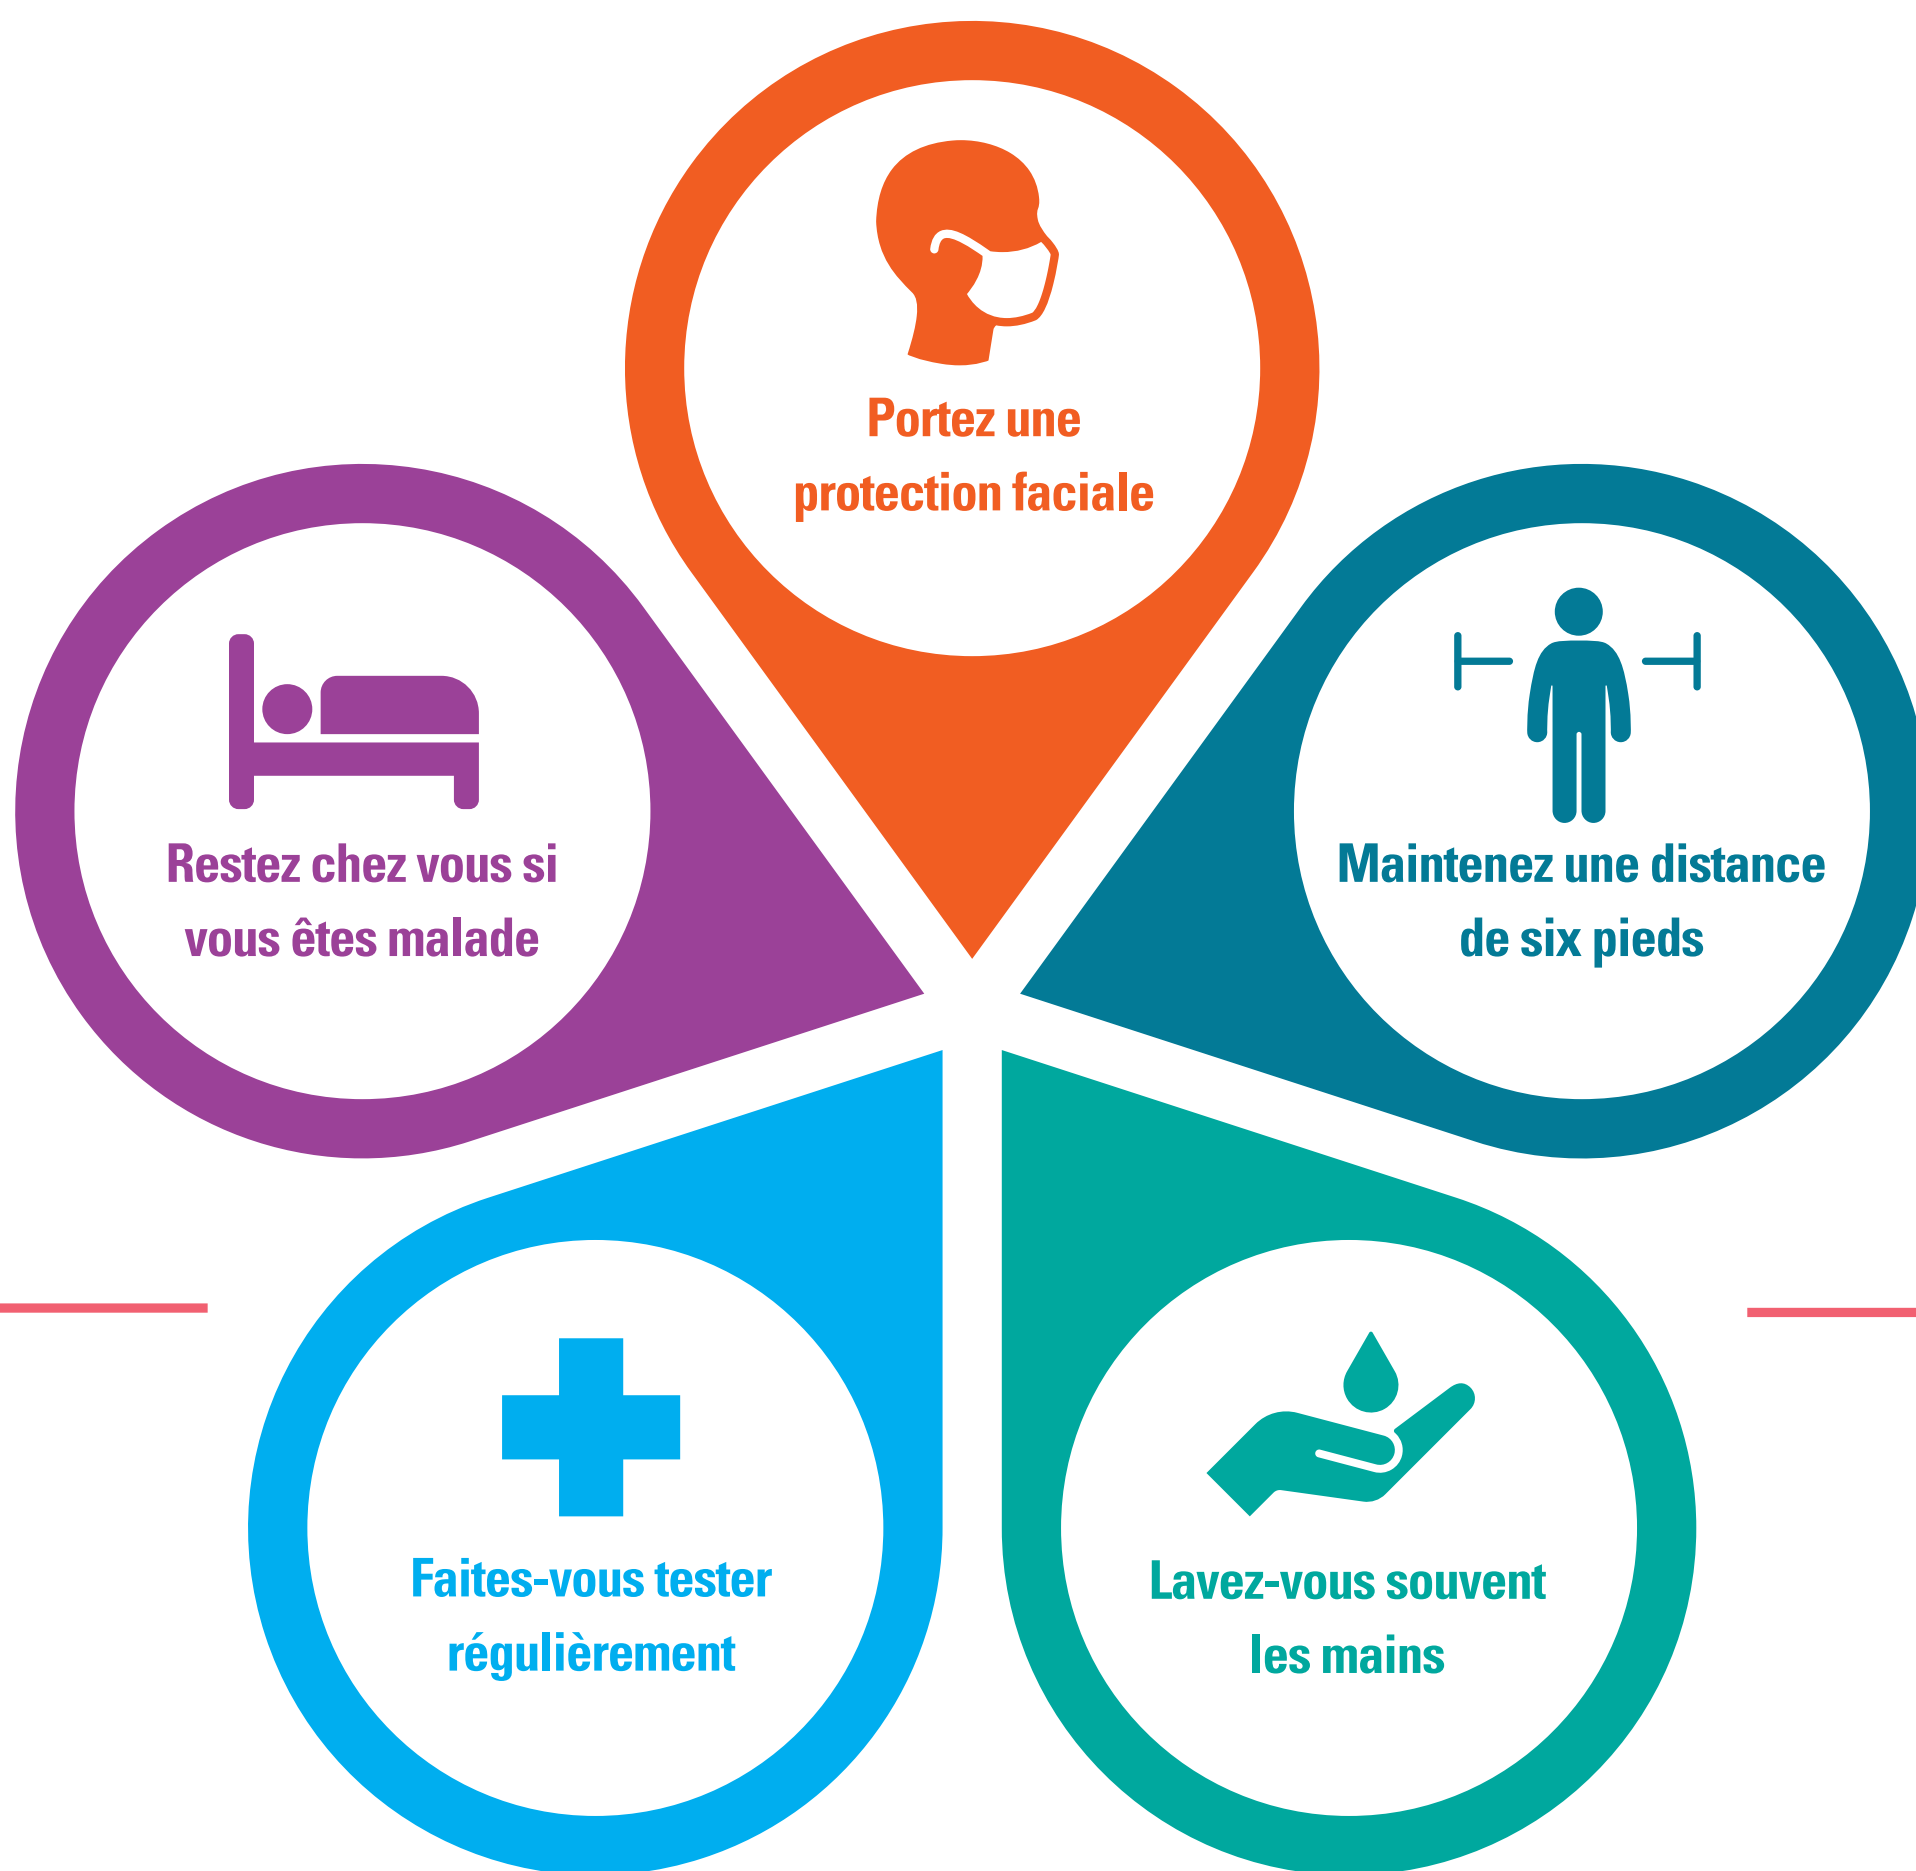 Portez une
protection faciale
Restez chez vous si
vous êtes malade
Maintenez une distance
de six pieds
Faites-vous tester
régulièrement
Lavez-vous souvent
les mains